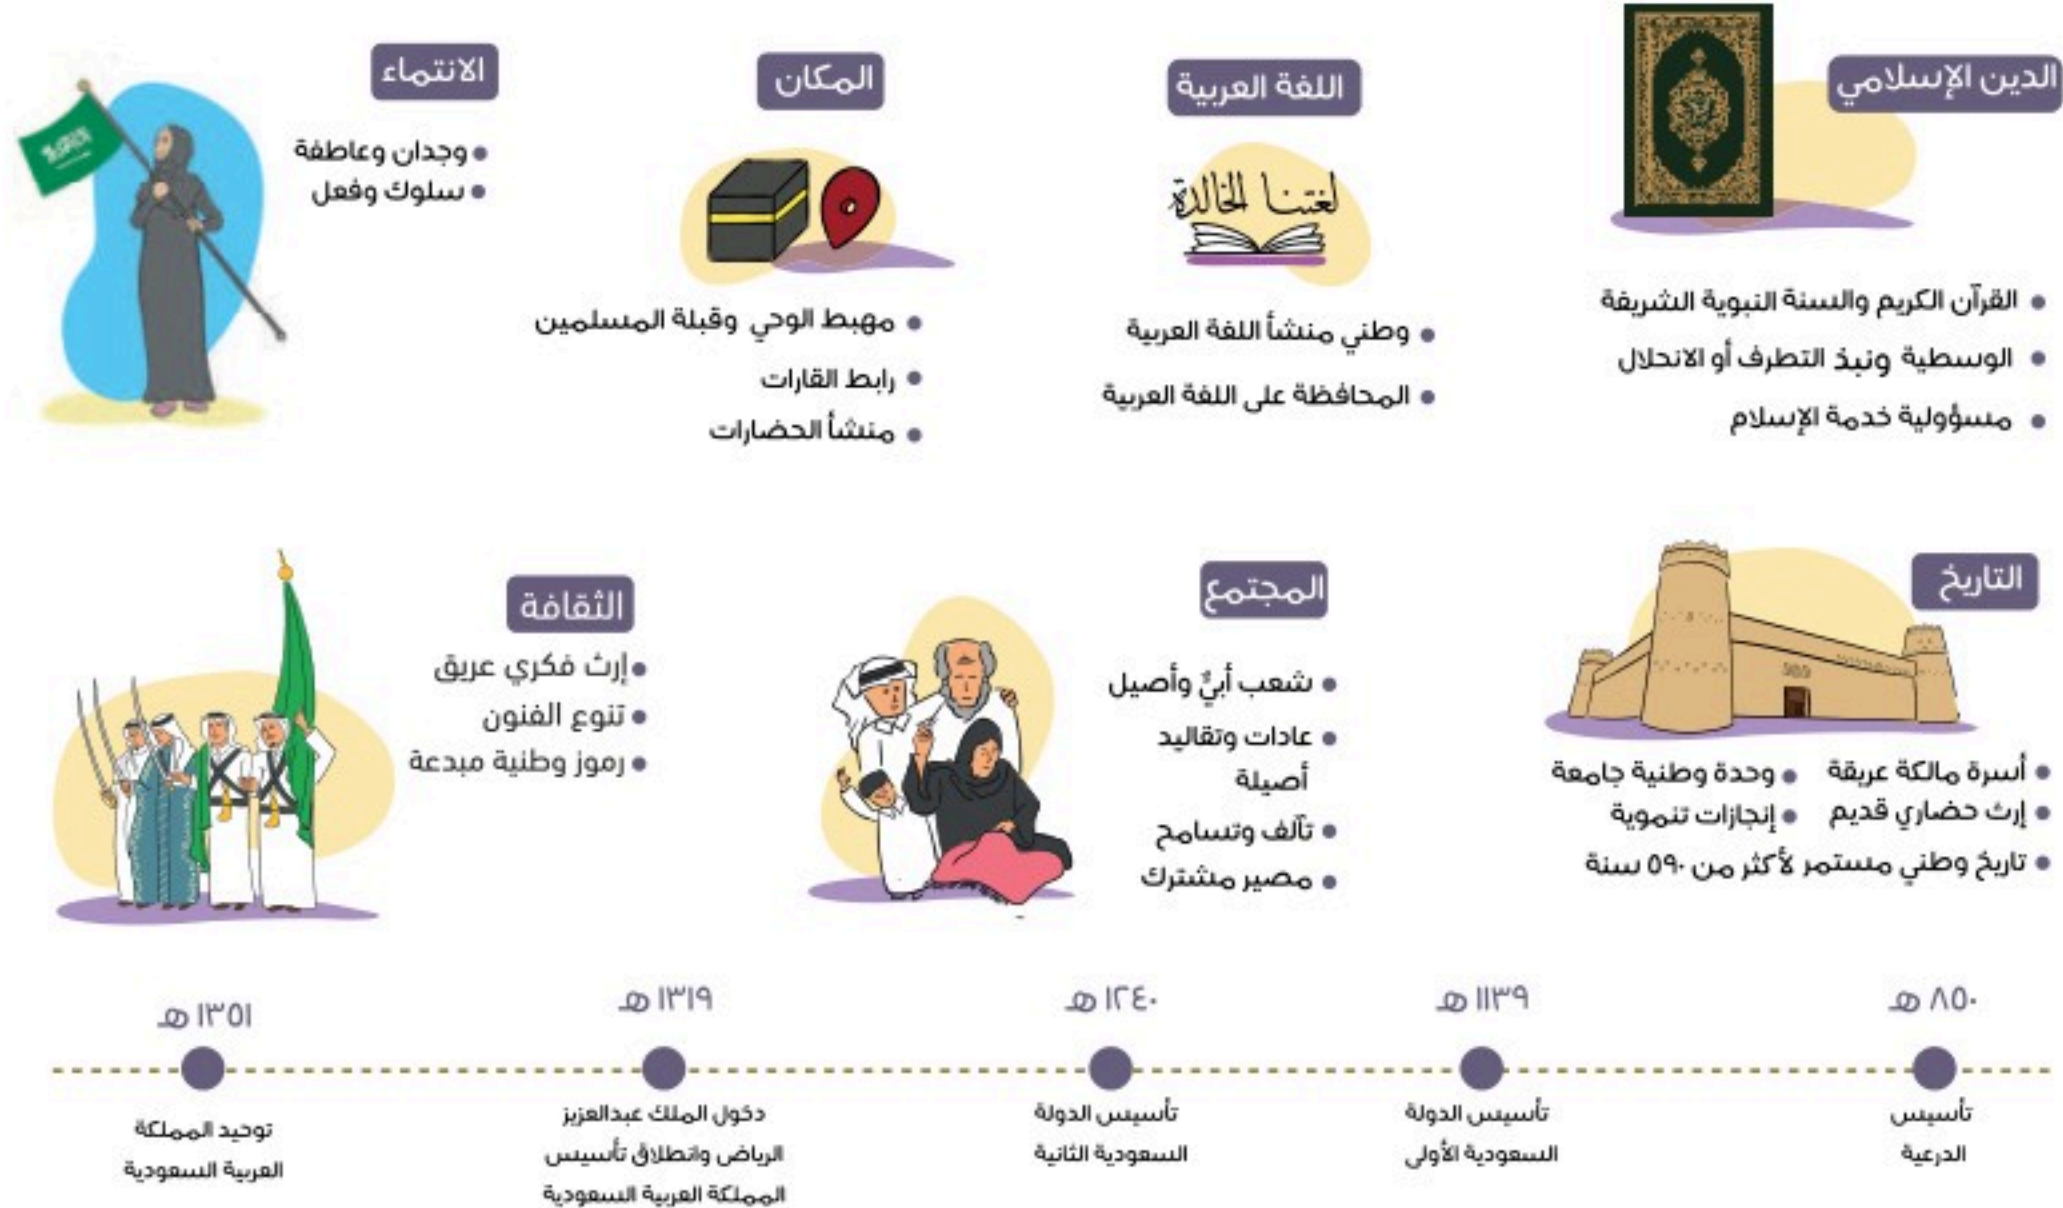 الدين الإسلامي
القرآن الكريم والسنة النبوية الشريفة
الوسطية ونبذ التطرف أو الانحلال
مسؤولية خدمة الإسلام
اللغة العربية
لغتنا الخالدة
وطني منشأ اللغة العربية
المحافظة على اللغة العربية
المكان
مهبط الوحي وقبلة المسلمين
رابط القارات
منشأ الحضارات
الانتماء
وجدان وعاطفة
سلوك وفعل
التاريخ
أسرة مالكة عريقة
وحدة وطنية جامعة
إرث حضاري قديم
إنجازات تنموية
تاريخ وطني مستمر لأكثر من ٥٩٠ سنة
المجتمع
شعب أبيٌّ وأصيل
عادات وتقاليد
أصيلة
تآلف وتسامح
مصير مشترك
الثقافة
إرث فكري عريق
تنوع الفنون
رموز وطنية مبدعة
٨٥٠ هـ
تأسيس
الدرعية
١١٣٩ هـ
تأسيس الدولة
السعودية الأولى
١٢٤٠ هـ
تأسيس الدولة
السعودية الثانية
١٣١٩ هـ
دخول الملك عبدالعزيز
الرياض وانطلاق تأسيس
المملكة العربية السعودية
١٣٥١ هـ
توحيد المملكة
العربية السعودية